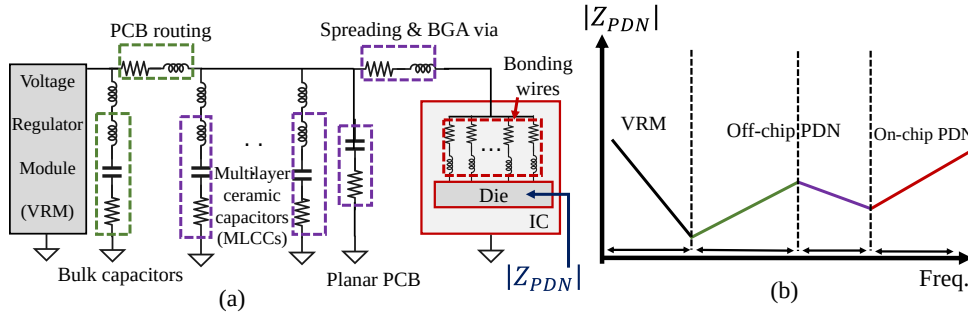 PCB routing
Spreading & BGA via
Voltage
Regulator
Module
(VRM)
. .
Multilayer
ceramic
capacitors
(MLCCs)
Bulk capacitors
Planar PCB
Bonding
wires
...
Die
IC
|Z_PDN|
(a)
|Z_PDN|
VRM
Off-chip PDN
On-chip PDN
Freq.
(b)